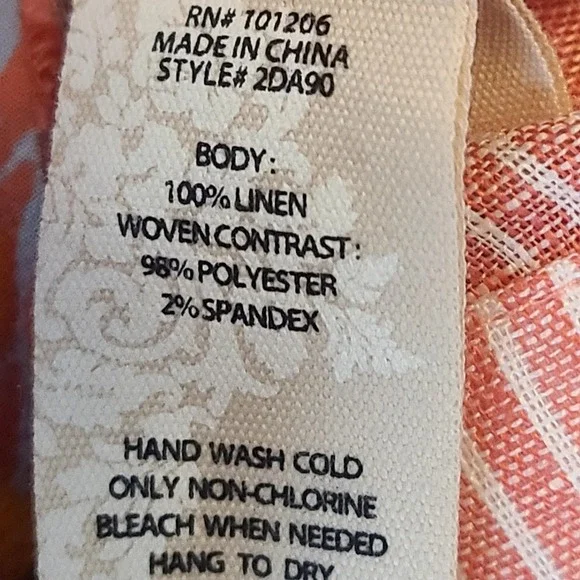 RN# 101206
MADE IN CHINA
STYLE# 2DA90
BODY:
100% LINEN
WOVEN CONTRAST:
98% POLYESTER
2% SPANDEX
HAND WASH COLD
ONLY NON-CHLORINE
BLEACH WHEN NEEDED
HANG TO DRY